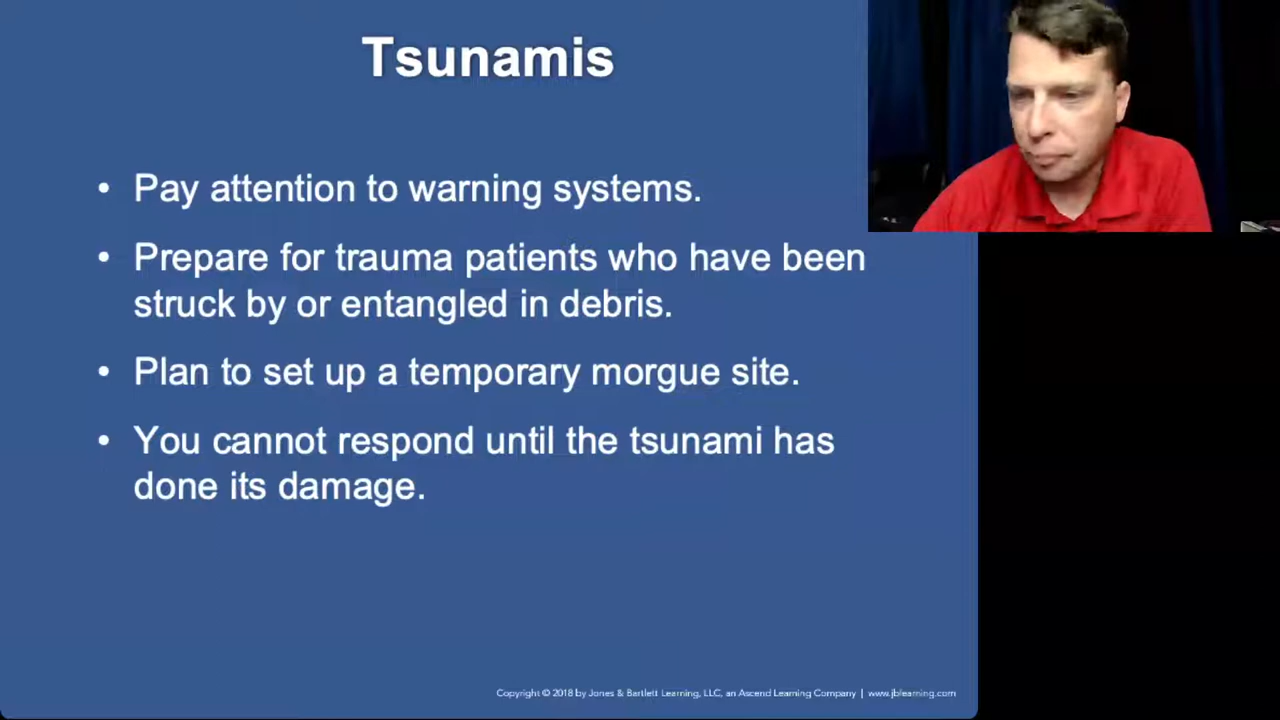 Tsunamis
• Pay attention to warning systems.
• Prepare for trauma patients who have been
struck by or entangled in debris.
• Plan to set up a temporary morgue site.
• You cannot respond until the tsunami has
done its damage.
Copyright © 2018 by Jones & Bartlett Learning, LLC, an Ascend Learning Company | www.jblearning.com